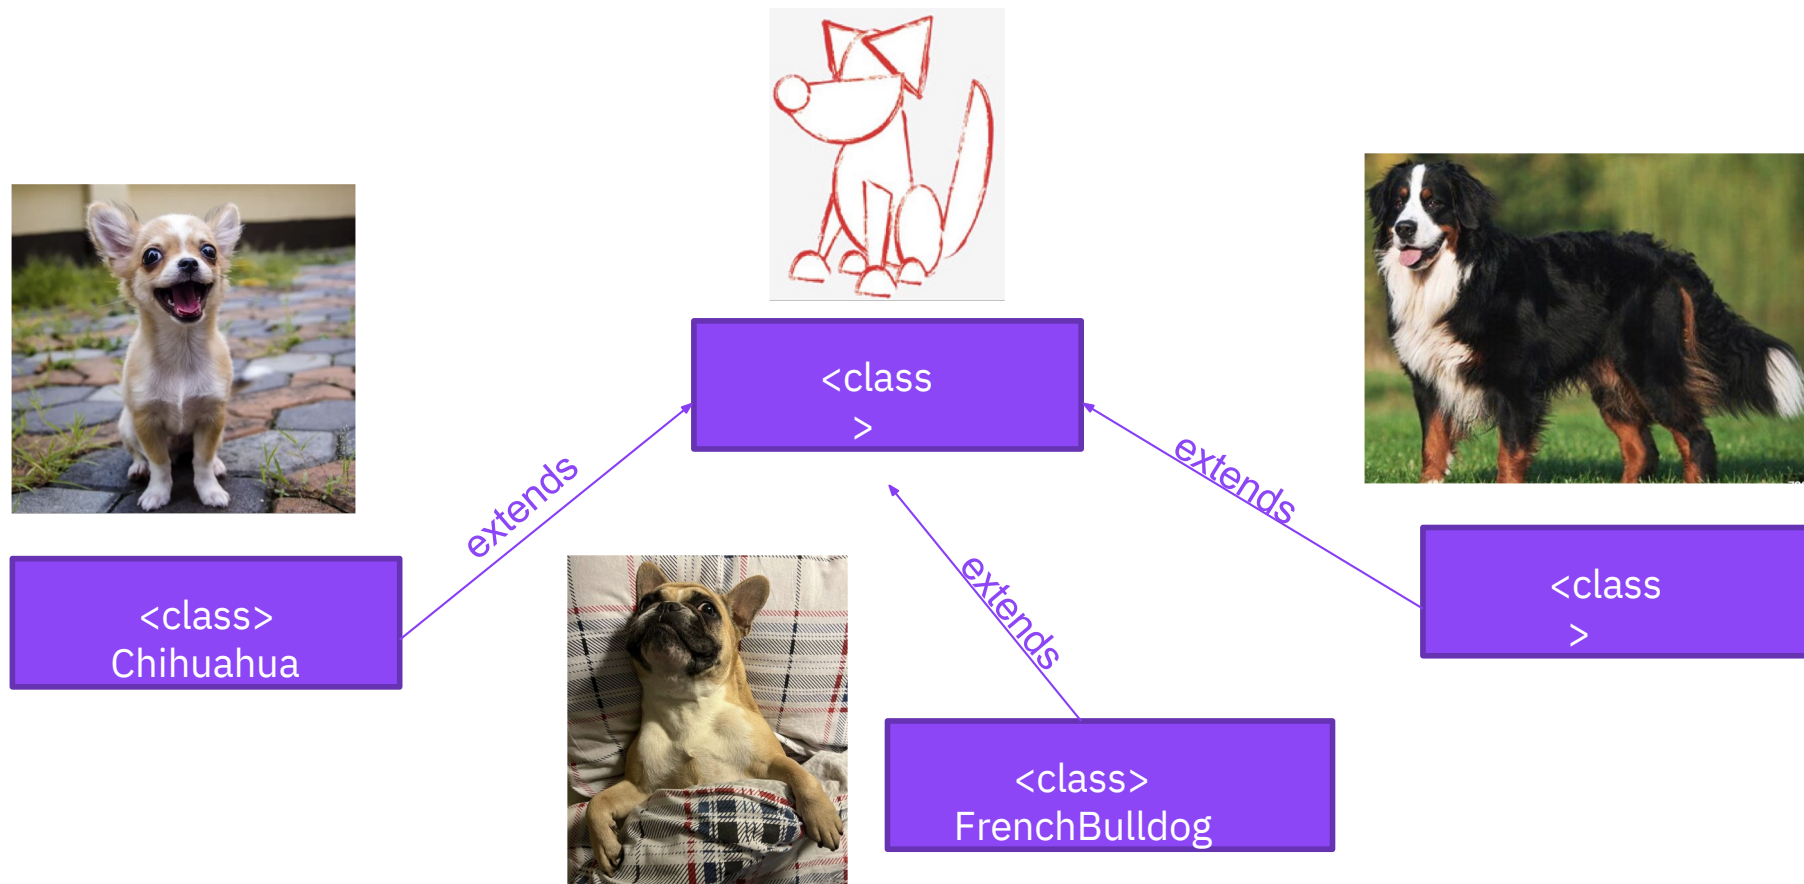 <class
>
extends
extends
<class>
Chihuahua
extends
<class
>
<class>
FrenchBulldog